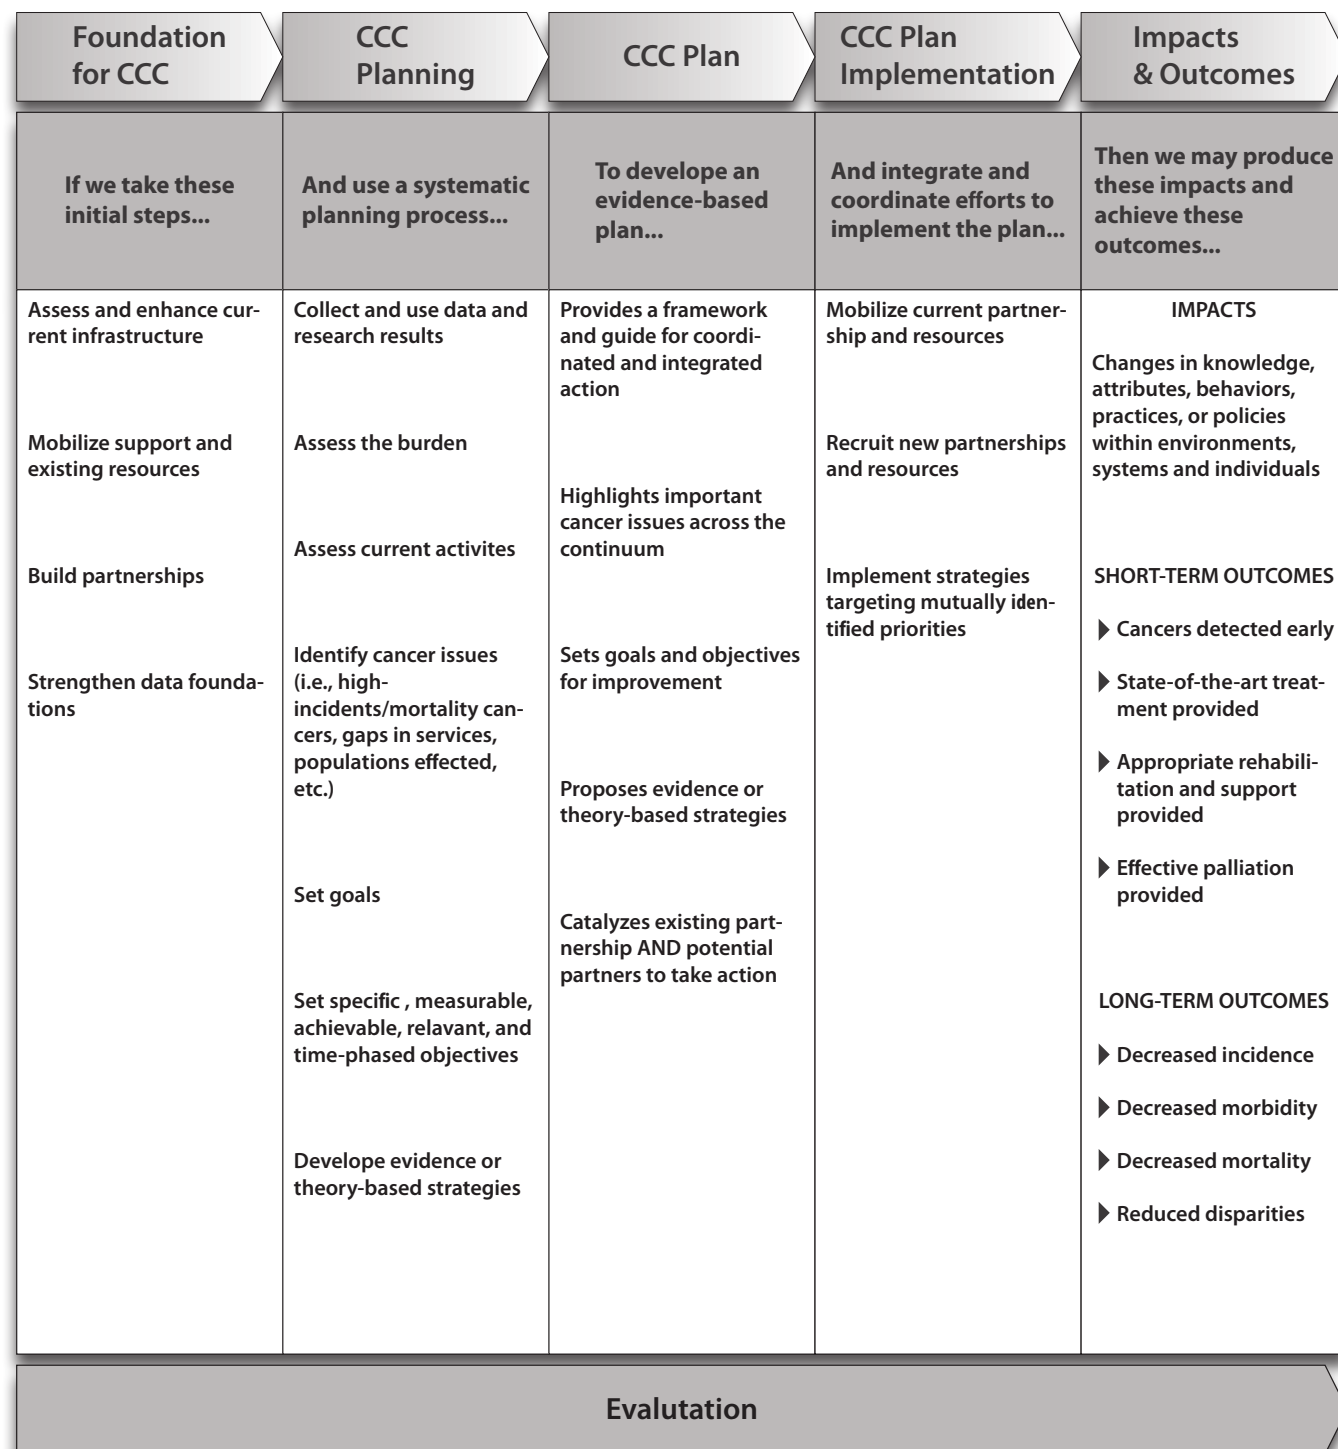 Foundation
for CCC
CCC
Planning
CCC Plan
CCC Plan
Implementation
Impacts
& Outcomes
If we take these
initial steps...
And use a systematic
planning process...
To develope an
evidence-based
plan...
And integrate and
coordinate efforts to
implement the plan...
Then we may produce
these impacts and
achieve these
outcomes...
Assess and enhance cur-
rent infrastructure
Mobilize support and
existing resources
Build partnerships
Strengthen data founda-
tions
Collect and use data and
research results
Assess the burden
Assess current activites
Identify cancer issues
(i.e., high-
incidents/mortality can-
cers, gaps in services,
populations effected,
etc.)
Set goals
Set specific , measurable,
achievable, relavant, and
time-phased objectives
Develope evidence or
theory-based strategies
Provides a framework
and guide for coordi-
nated and integrated
action
Highlights important
cancer issues across the
continuum
Sets goals and objectives
for improvement
Proposes evidence or
theory-based strategies
Catalyzes existing part-
nership AND potential
partners to take action
Mobilize current partner-
ship and resources
Recruit new partnerships
and resources
Implement strategies
targeting mutually iden-
tified priorities
IMPACTS
Changes in knowledge,
attributes, behaviors,
practices, or policies
within environments,
systems and individuals
SHORT-TERM OUTCOMES
Cancers detected early
State-of-the-art treat-
ment provided
Appropriate rehabili-
tation and support
provided
Effective palliation
provided
LONG-TERM OUTCOMES
Decreased incidence
Decreased morbidity
Decreased mortality
Reduced disparities
Evalutation